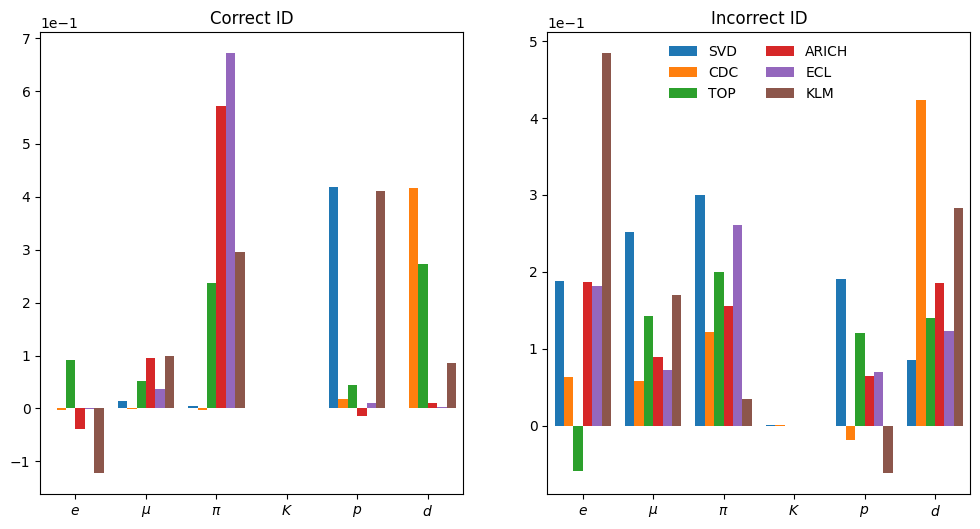 Correct ID
1e−1
7
6
5
4
3
2
1
0
−1
e μ π K p d
Incorrect ID
1e−1
5
4
3
2
1
0
e μ π K p d
SVD ARICH
CDC ECL
TOP KLM